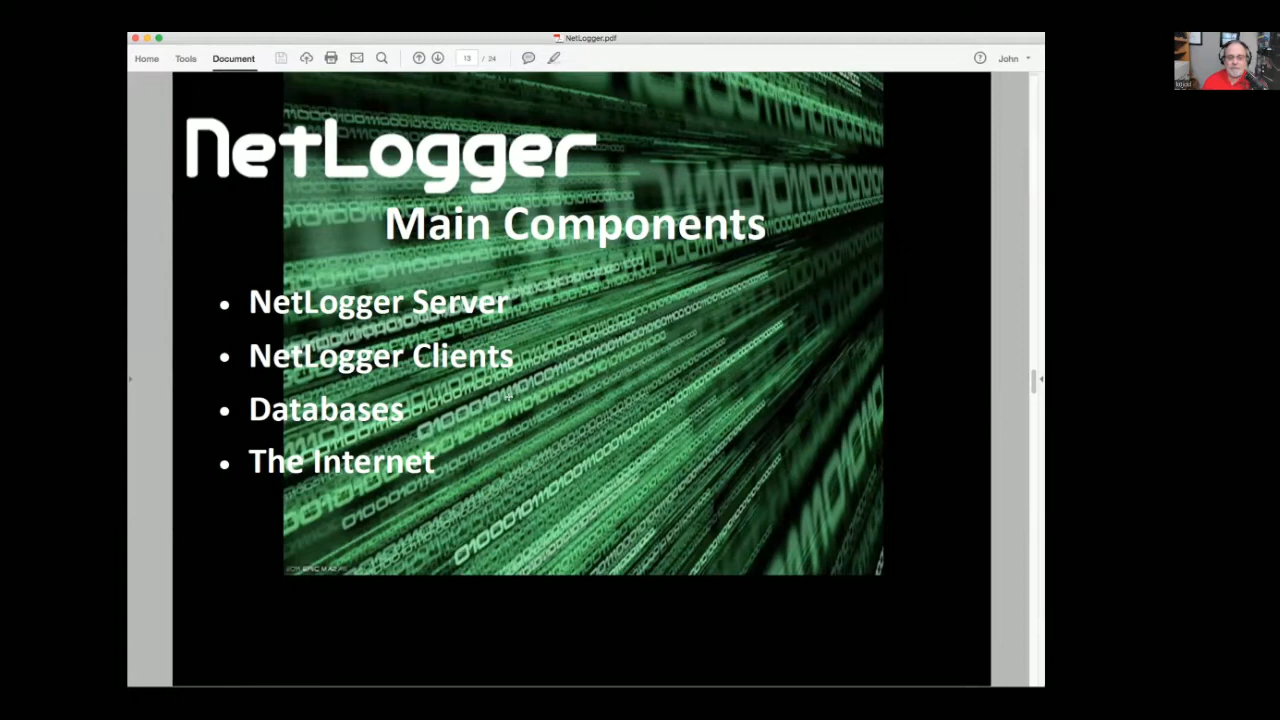 NetLogger.pdf
Home Tools Document 13 / 24 John
NetLogger
Main Components
• NetLogger Server
• NetLogger Clients
• Databases
• The Internet